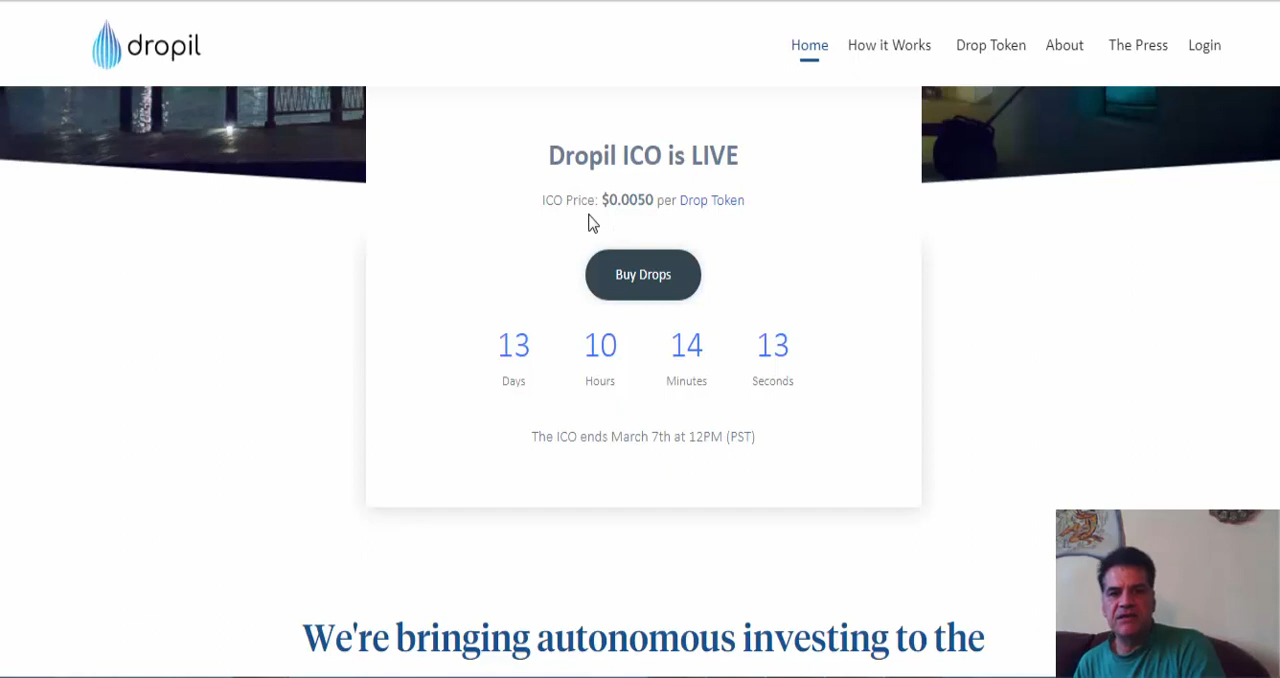 dropil
Home How it Works Drop Token About The Press Login
Dropil ICO is LIVE
ICO Price: $0.0050 per Drop Token
Buy Drops
13 10 14 13
Days Hours Minutes Seconds
The ICO ends March 7th at 12PM (PST)
We're bringing autonomous investing to the